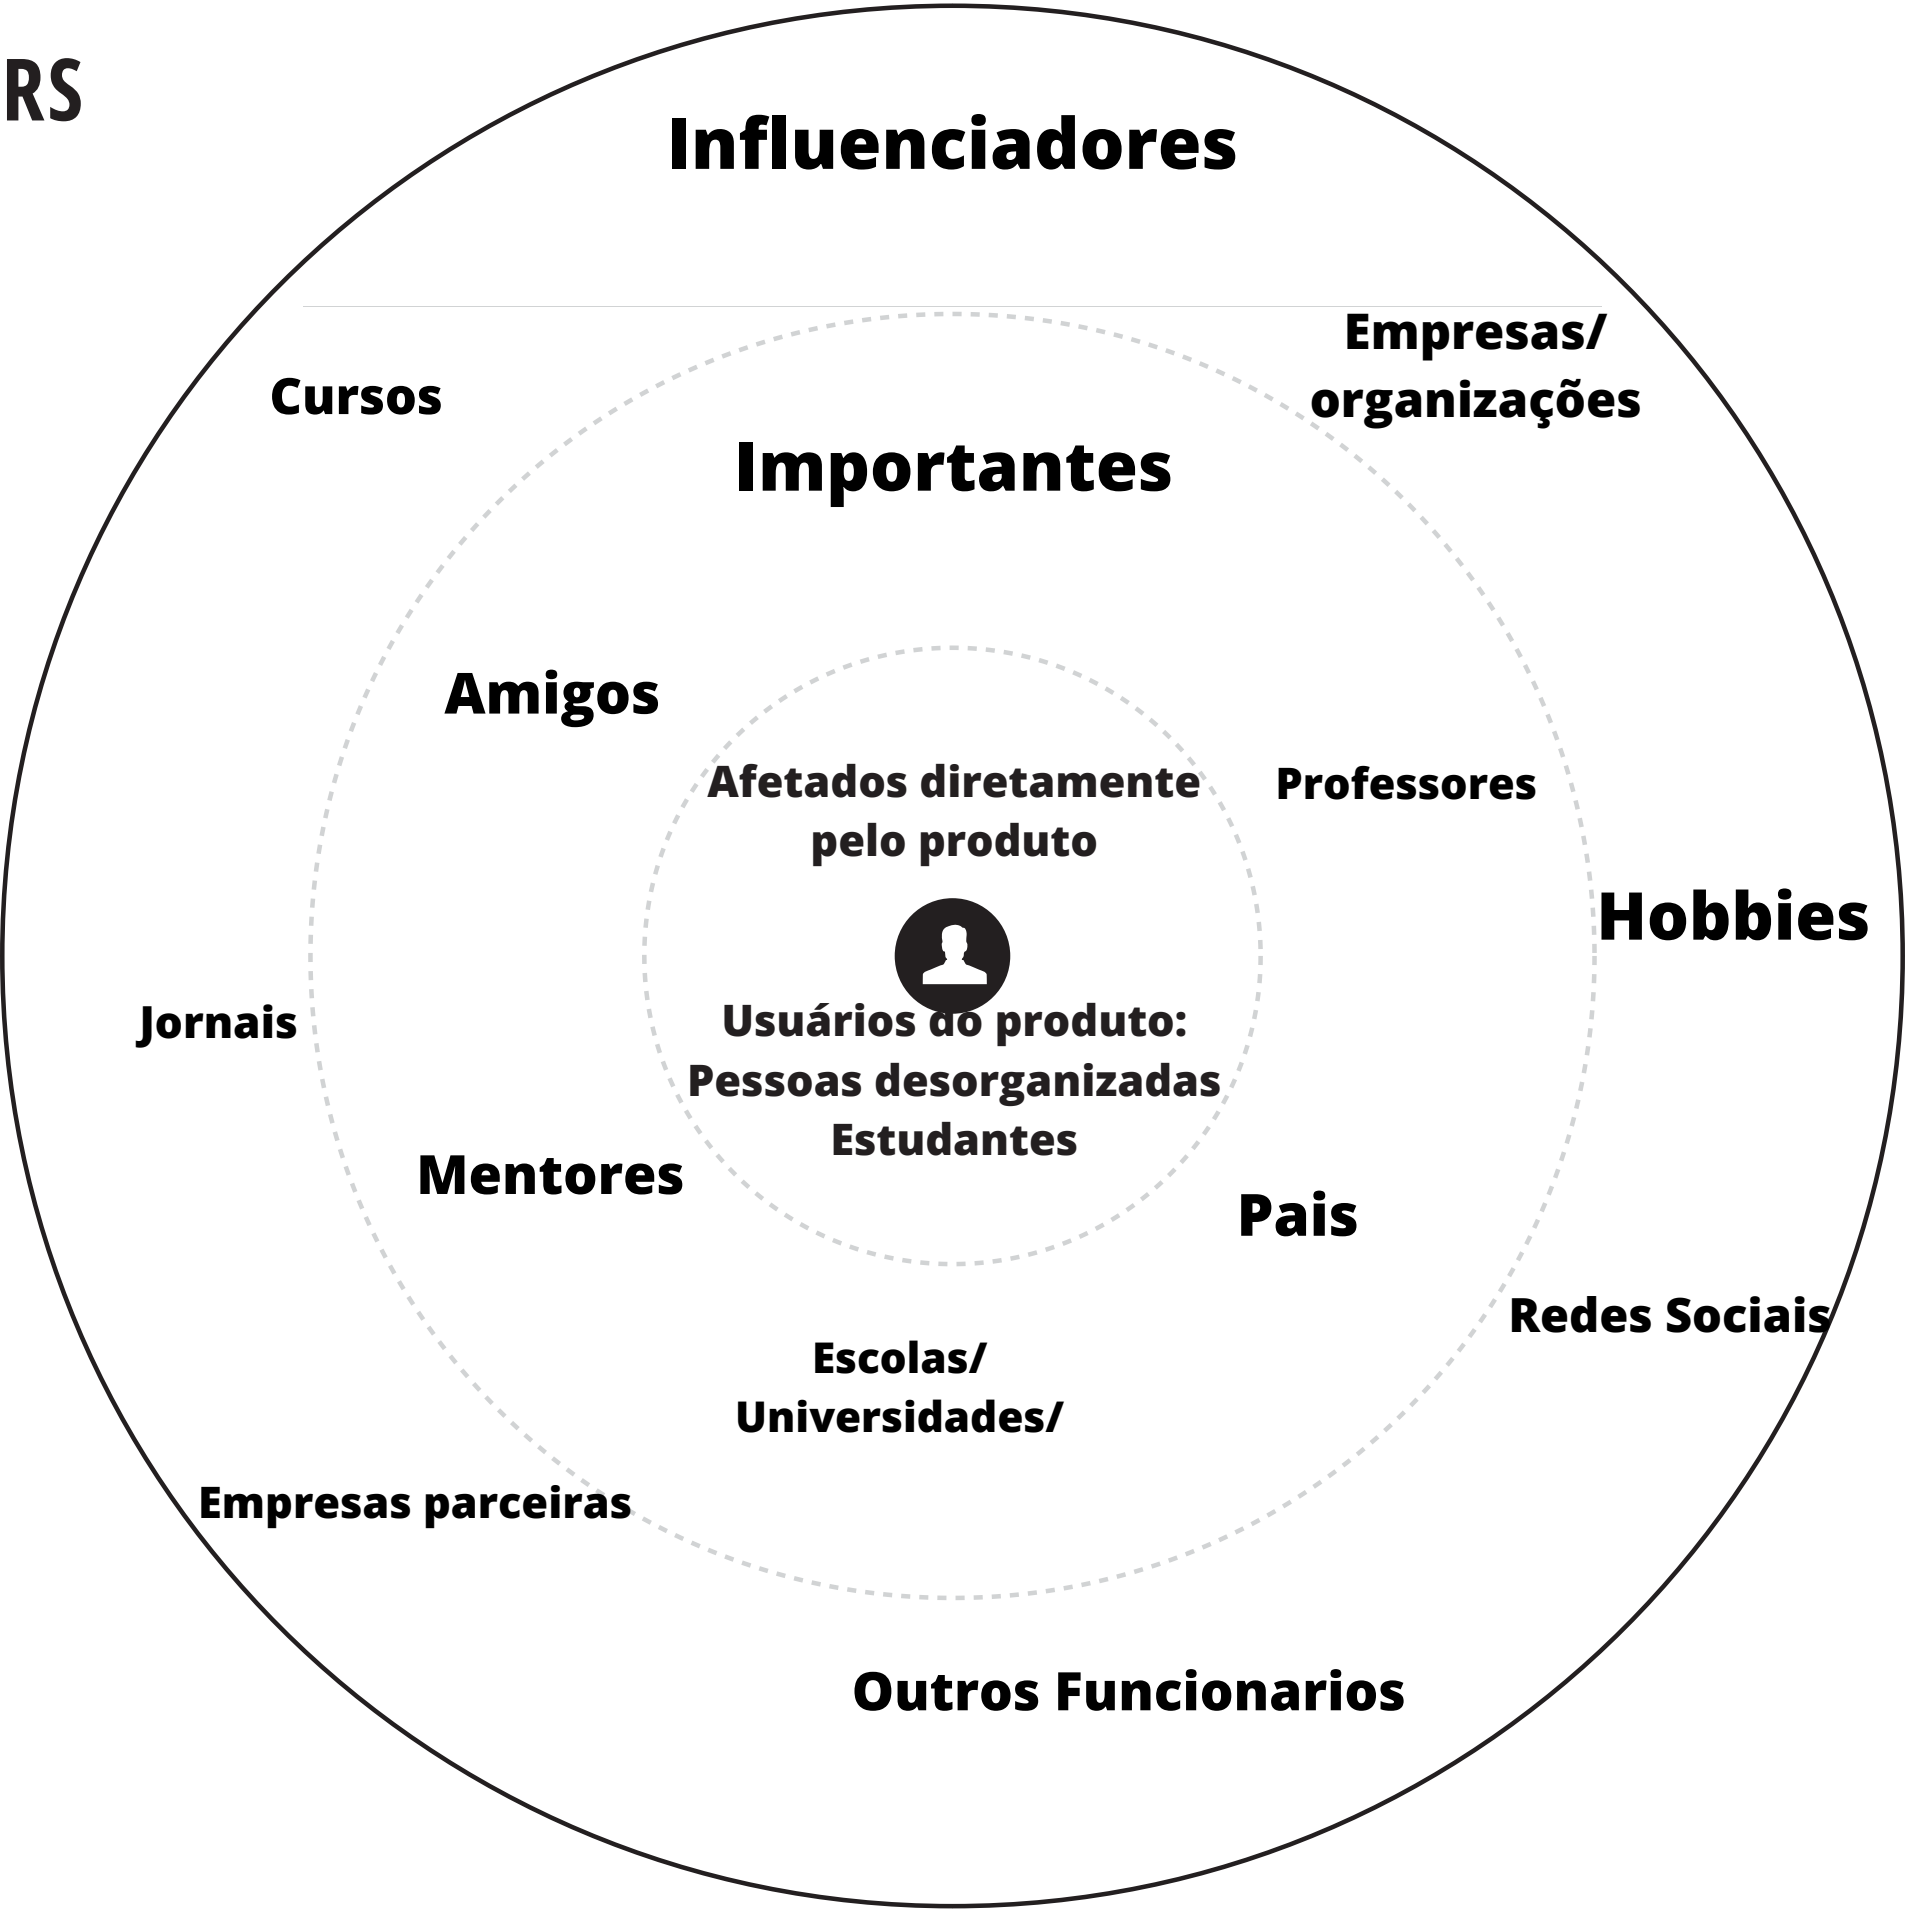 RS
Influenciadores
Empresas/
organizações
Cursos
Importantes
Amigos
Afetados diretamente
pelo produto
Professores
Hobbies
Jornais
Usuários do produto:
Pessoas desorganizadas
Estudantes
Mentores
Pais
Redes Sociais
Escolas/
Universidades/
Empresas parceiras
Outros Funcionarios